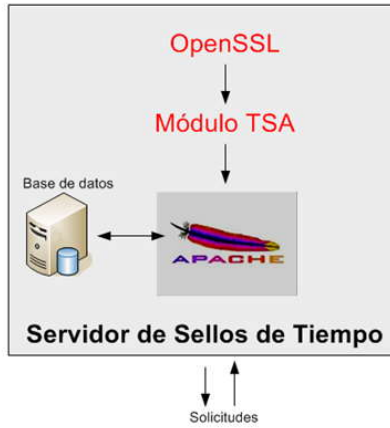 OpenSSL
Módulo TSA
Base de datos
APACHE
Servidor de Sellos de Tiempo
Solicitudes